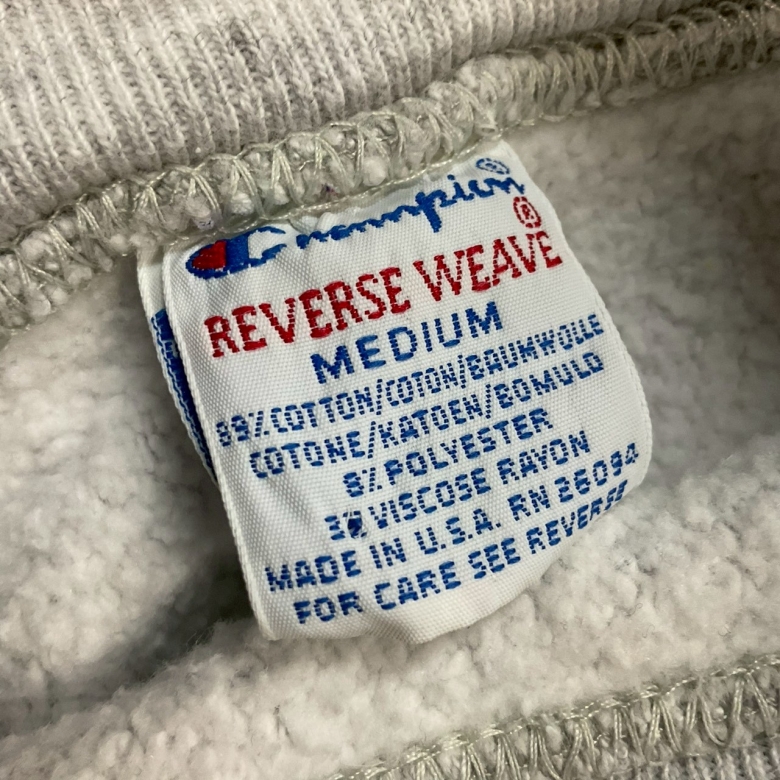 Champion®
REVERSE WEAVE®
MEDIUM
89% COTTON/COTON/BAUMWOLLE
COTONE/KATOEN/BOMULD
8% POLYESTER
3% VISCOSE RAYON
MADE IN U.S.A. RN 26094
FOR CARE SEE REVERSE